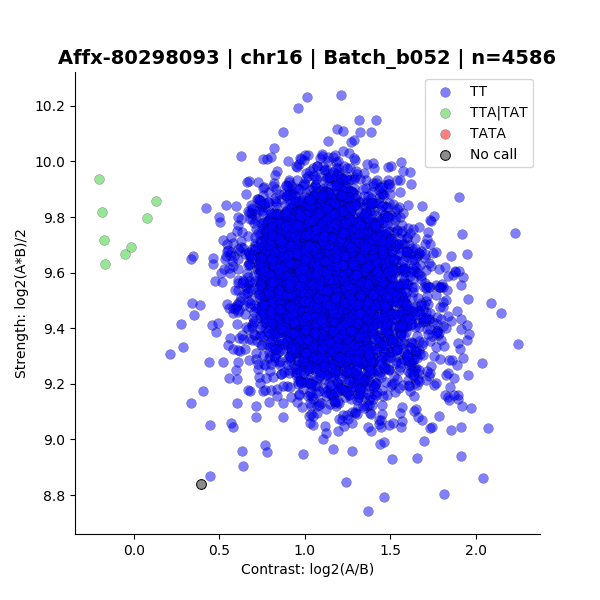 Affx-80298093 | chr16 | Batch_b052 | n=4586
TT
TTA|TAT
TATA
No call
Strength: log2(A*B)/2
10.2
10.0
9.8
9.6
9.4
9.2
9.0
8.8
0.0 0.5 1.0 1.5 2.0
Contrast: log2(A/B)